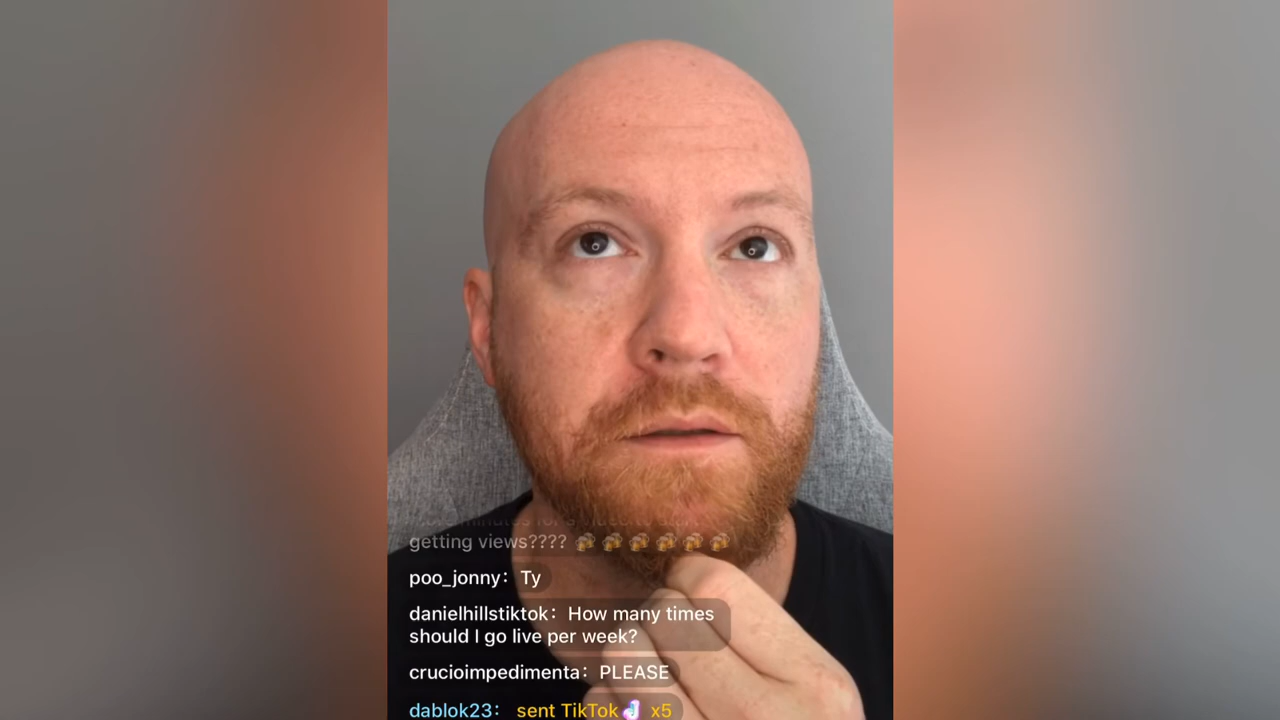 getting views???? 🍻 🍻 🍻 🍻 🍻 🍻
poo_jonny: Ty
danielhillstiktok: How many times
should I go live per week?
crucioimpedimenta: PLEASE
dablok23: sent TikTok x5